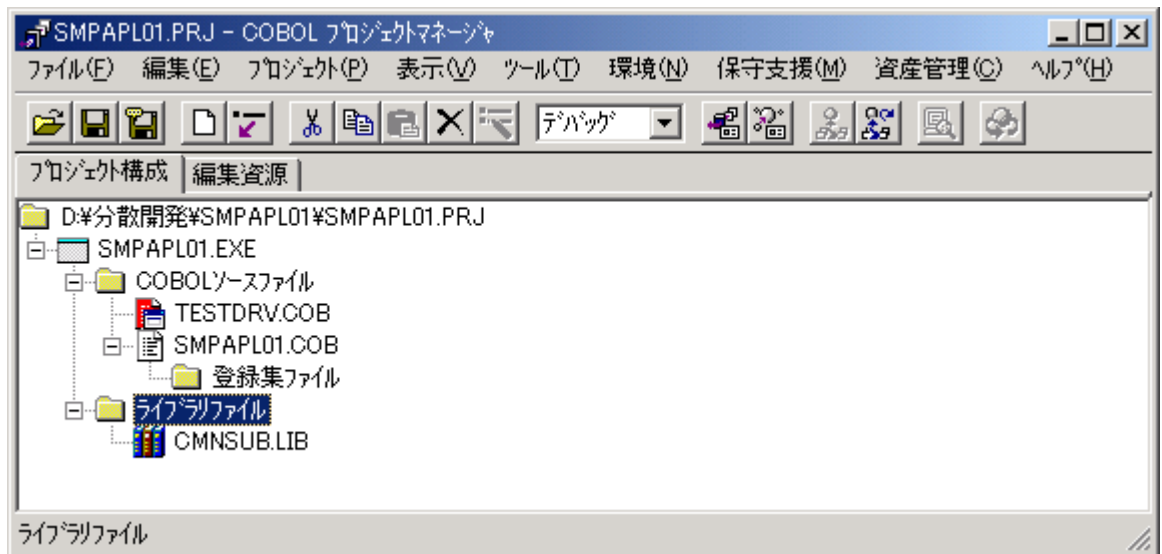 SMPAPL01.PRJ - COBOL ﾌﾟﾛｼﾞｪｸﾄﾏﾈｰｼﾞｬ
ﾌｧｲﾙ(F) 編集(E) ﾌﾟﾛｼﾞｪｸﾄ(P) 表示(V) ﾂｰﾙ(T) 環境(N) 保守支援(M) 資産管理(C) ﾍﾙﾌﾟ(H)
ﾃﾞﾊﾞｯｸﾞ
ﾌﾟﾛｼﾞｪｸﾄ構成 編集資源
D:¥分散開発¥SMPAPL01¥SMPAPL01.PRJ
SMPAPL01.EXE
COBOLｿｰｽﾌｧｲﾙ
TESTDRV.COB
SMPAPL01.COB
登録集ﾌｧｲﾙ
ﾗｲﾌﾞﾗﾘﾌｧｲﾙ
CMNSUB.LIB
ﾗｲﾌﾞﾗﾘﾌｧｲﾙ